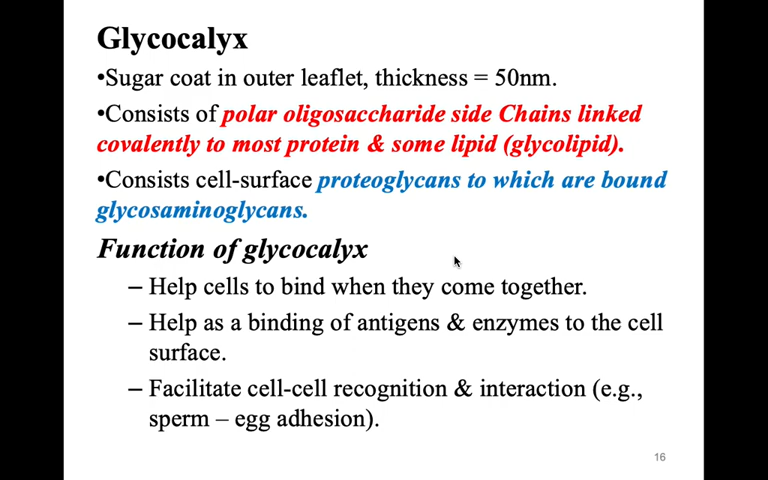 Glycocalyx
•Sugar coat in outer leaflet, thickness = 50nm.
•Consists of polar oligosaccharide side Chains linked
covalently to most protein & some lipid (glycolipid).
•Consists cell-surface proteoglycans to which are bound
glycosaminoglycans.
Function of glycocalyx
– Help cells to bind when they come together.
– Help as a binding of antigens & enzymes to the cell
surface.
– Facilitate cell-cell recognition & interaction (e.g.,
sperm – egg adhesion).
16